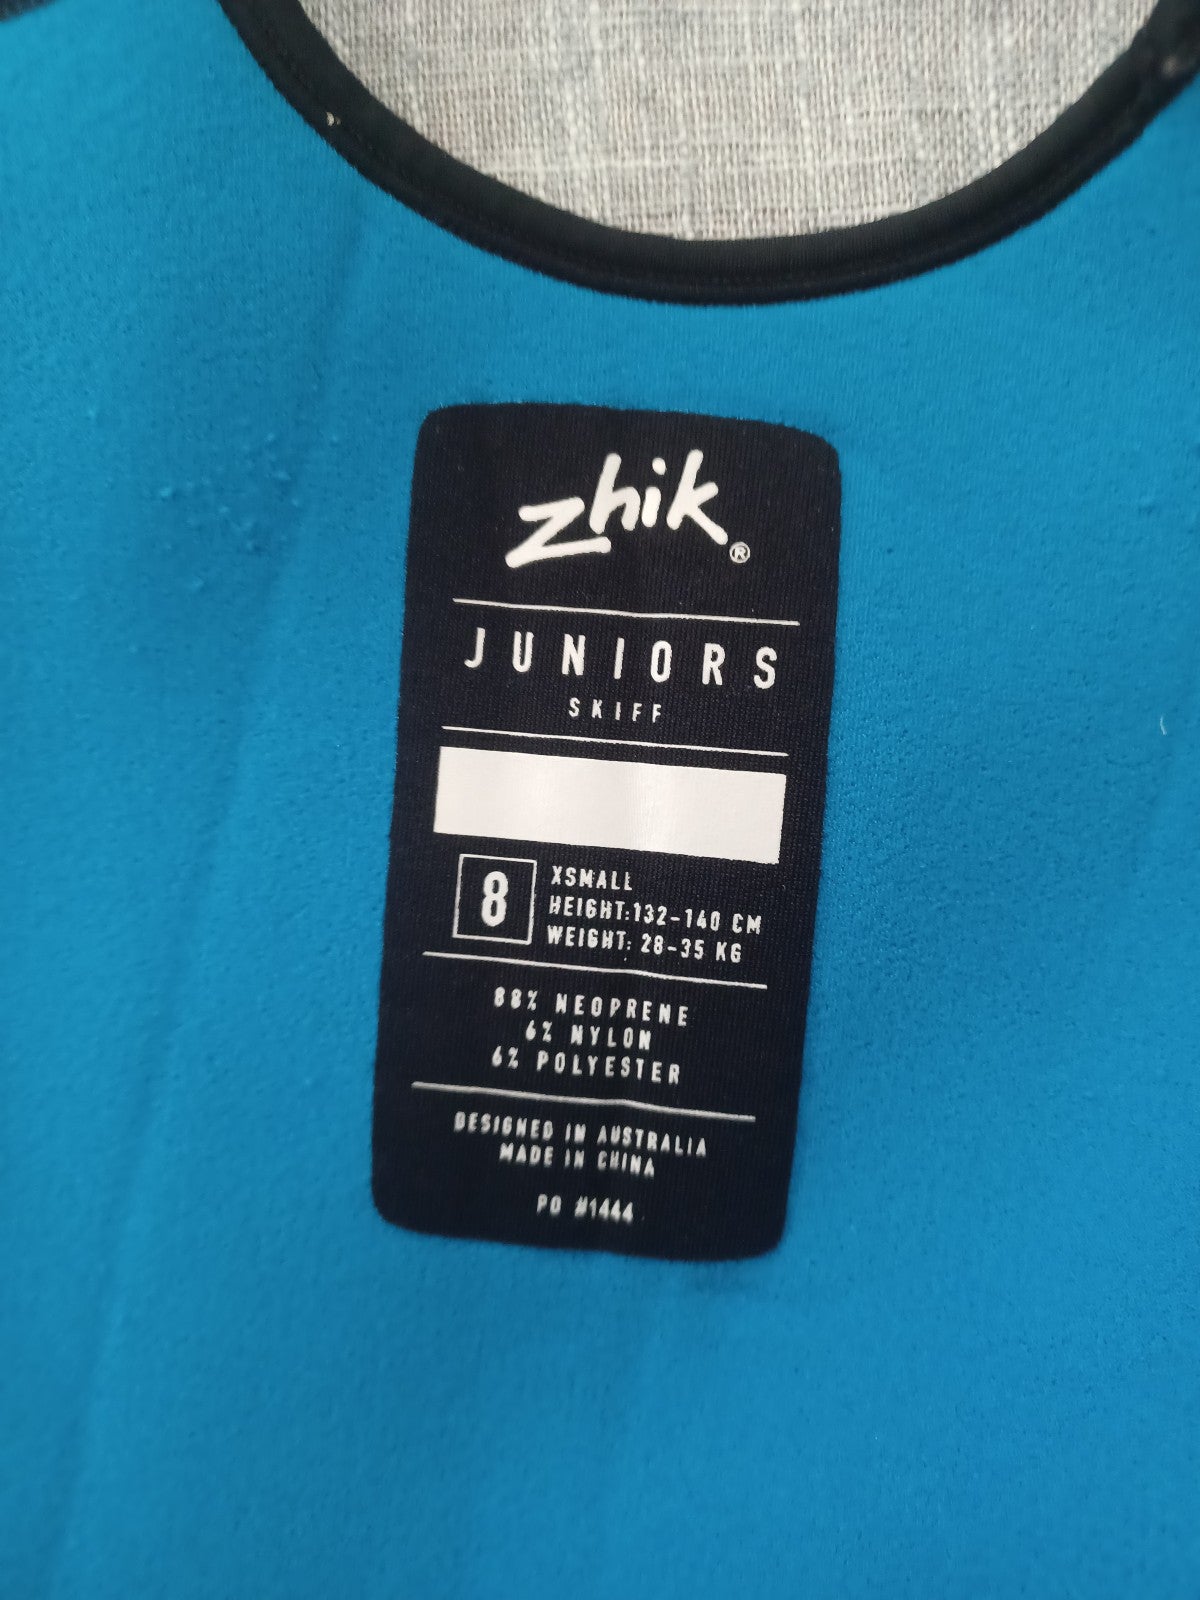 zhik®
JUNIORS
SKIFF
8
XSMALL
HEIGHT:132-140 CM
WEIGHT: 28-35 KG
88% NEOPRENE
6% NYLON
6% POLYESTER
DESIGNED IN AUSTRALIA
MADE IN CHINA
PO #1444